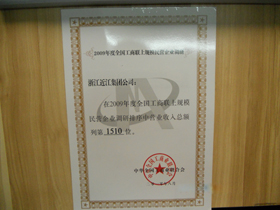 2009年度全国工商联上规模民营企业调研
浙江近江集团公司：
在2009年度全国工商联上规模
民营企业调研排序中营业收入总额
列第1510位。